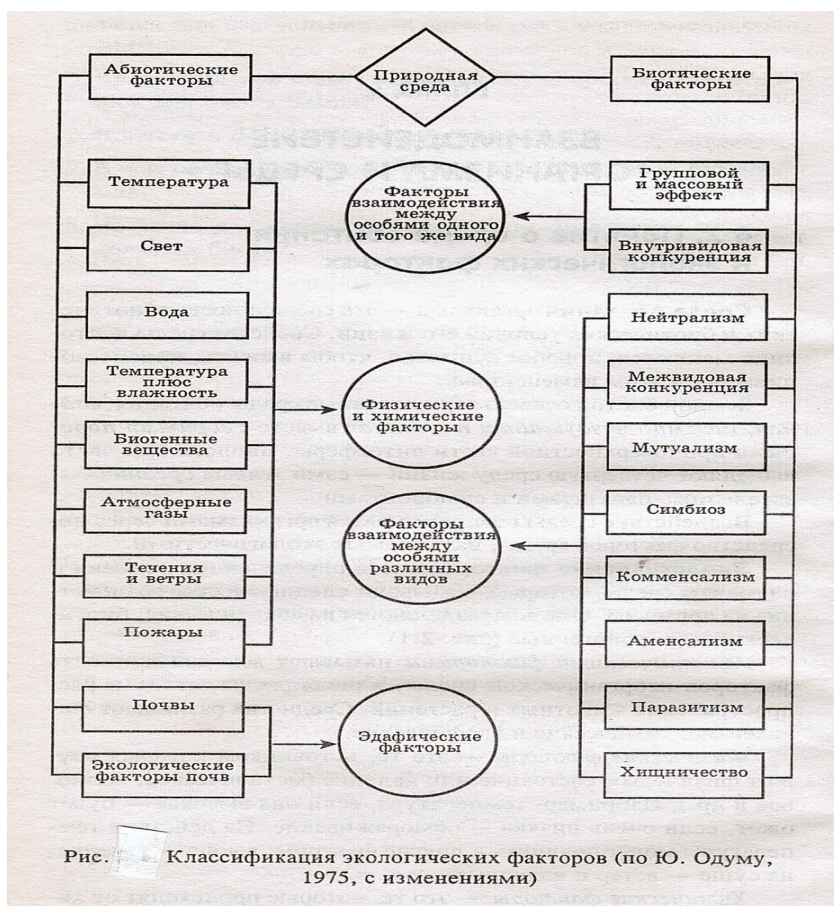 Абиотические
факторы
Природная
среда
Биотические
факторы
Температура
Свет
Вода
Температура
плюс
влажность
Биогенные
вещества
Атмосферные
газы
Течения
и ветры
Пожары
Почвы
Экологические
факторы почв
Факторы
взаимодействия
между
особями одного
и того же вида
Физические
и химические
факторы
Факторы
взаимодействия
между
особями
различных
видов
Эдафические
факторы
Групповой
и массовый
эффект
Внутривидовая
конкуренция
Нейтрализм
Межвидовая
конкуренция
Мутуализм
Симбиоз
Комменсализм
Аменсализм
Паразитизм
Хищничество
Рис. Классификация экологических факторов (по Ю. Одуму,
1975, с изменениями)